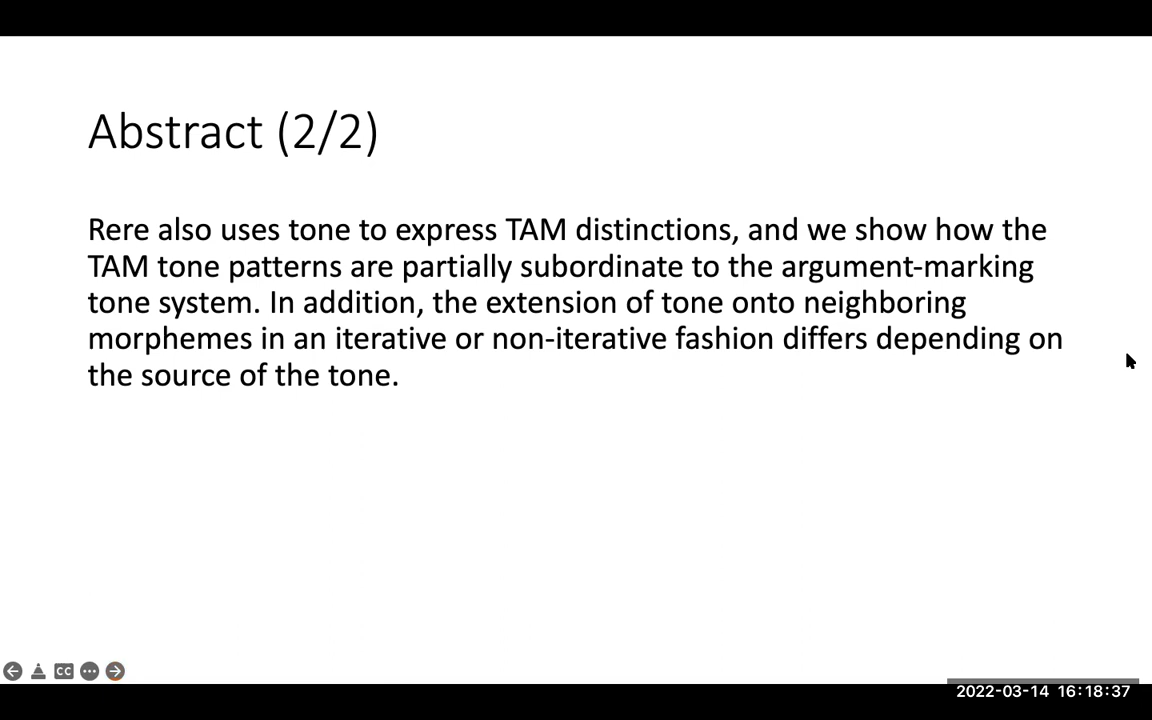 Abstract (2/2)
Rere also uses tone to express TAM distinctions, and we show how the
TAM tone patterns are partially subordinate to the argument-marking
tone system. In addition, the extension of tone onto neighboring
morphemes in an iterative or non-iterative fashion differs depending on
the source of the tone.
CC
2022-03-14 16:18:37